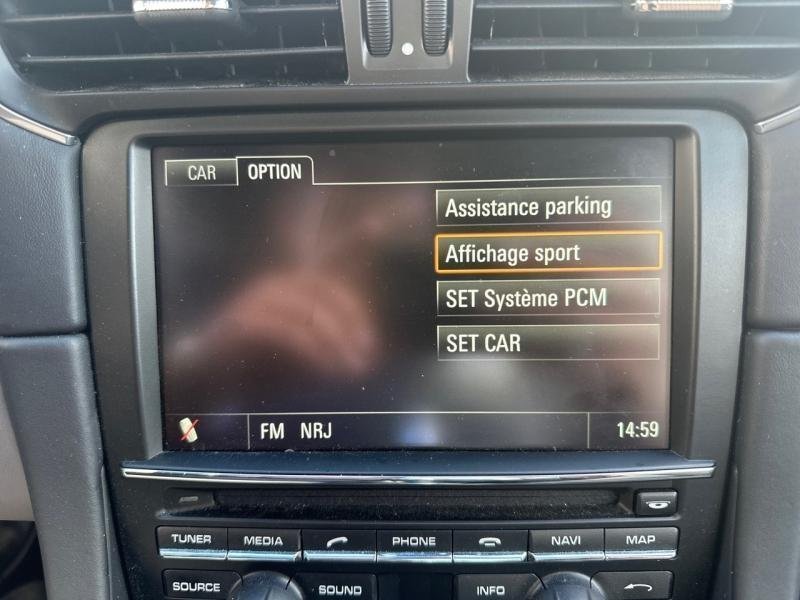 CAR OPTION
Assistance parking
Affichage sport
SET Système PCM
SET CAR
FM NRJ 14:59
TUNER MEDIA PHONE NAVI MAP
SOURCE SOUND INFO